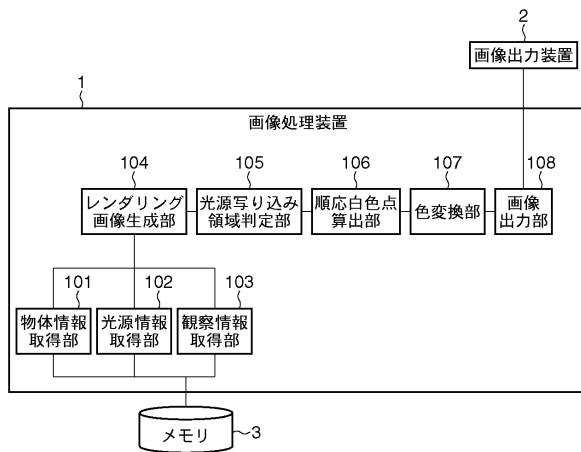 2
画像出力装置
1
画像処理装置
104
105
106
107
108
レンダリング
画像生成部
光源写り込み
領域判定部
順応白色点
算出部
色変換部
画像
出力部
101
102
103
物体情報
取得部
光源情報
取得部
観察情報
取得部
メモリ
3